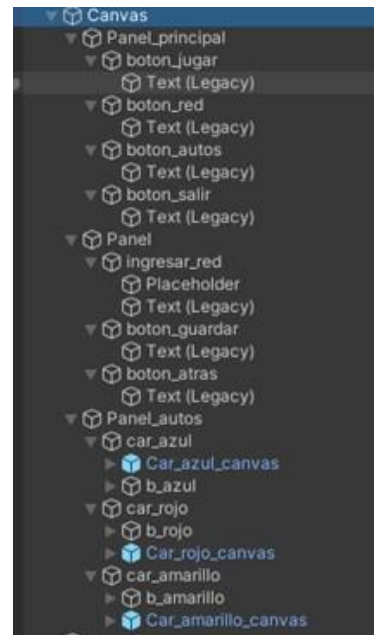 Canvas
Panel_principal
boton_jugar
Text (Legacy)
boton_red
Text (Legacy)
boton_autos
Text (Legacy)
boton_salir
Text (Legacy)
Panel
ingresar_red
Placeholder
Text (Legacy)
boton_guardar
Text (Legacy)
boton_atras
Text (Legacy)
Panel_autos
car_azul
Car_azul_canvas
b_azul
car_rojo
b_rojo
Car_rojo_canvas
car_amarillo
b_amarillo
Car_amarillo_canvas